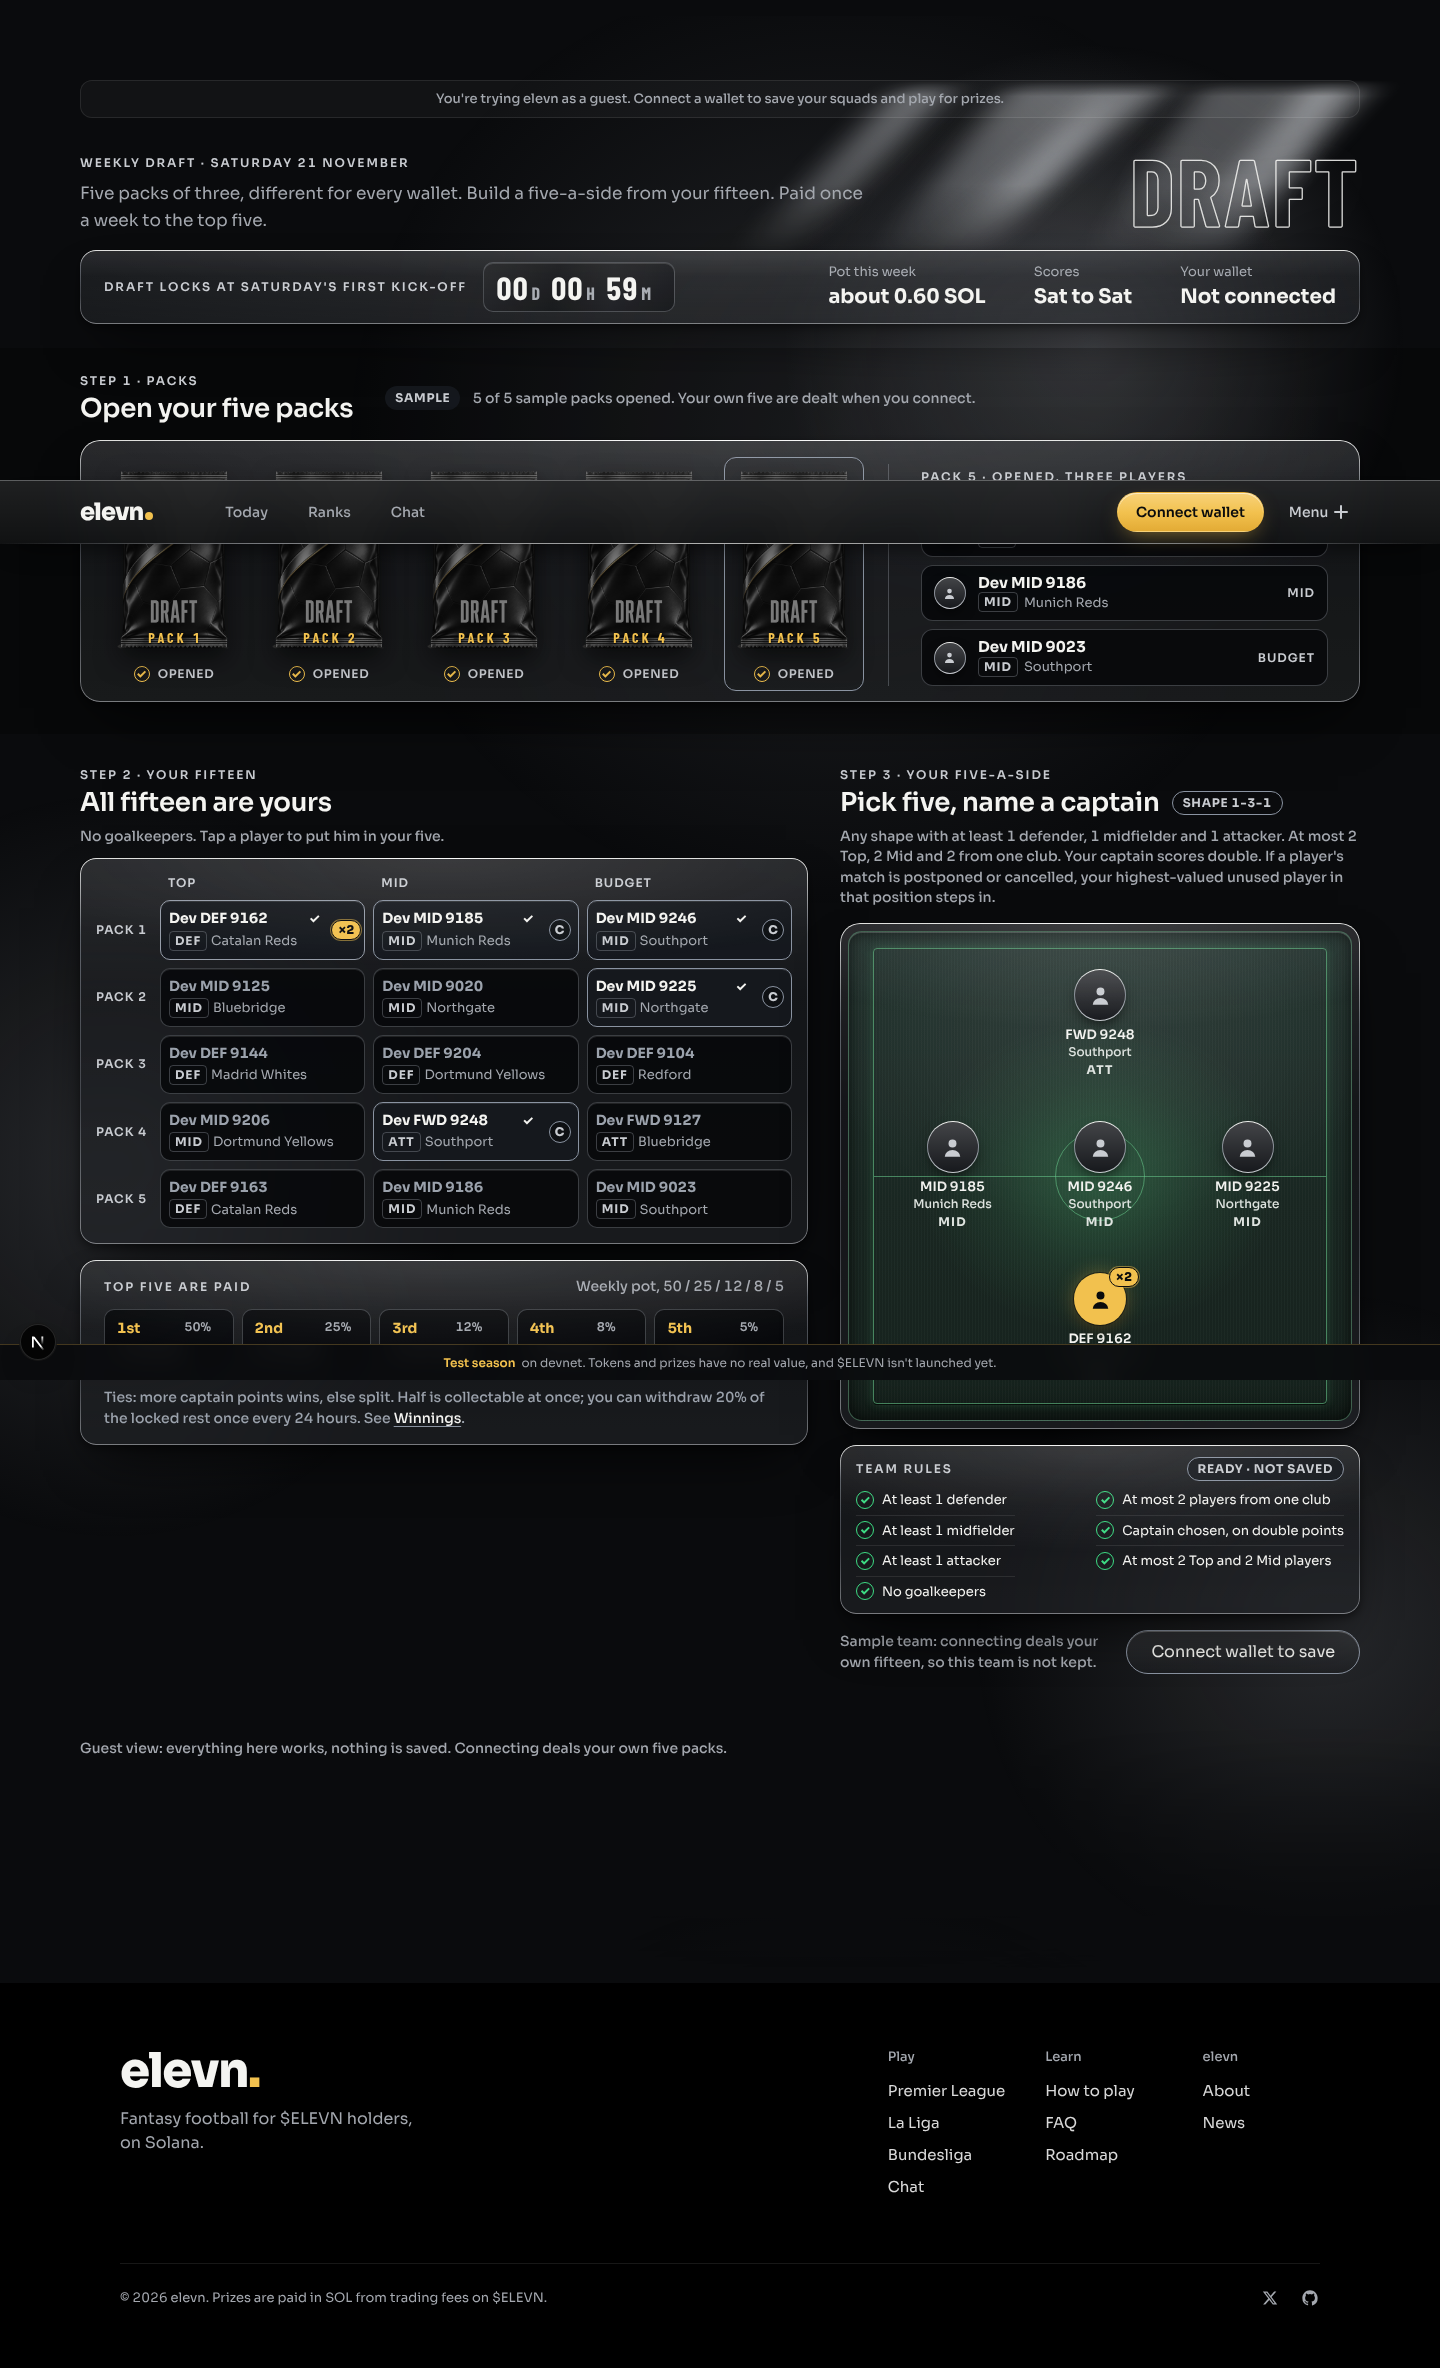 You're trying elevn as a guest. Connect a wallet to save your squads and play for prizes.
WEEKLY DRAFT · SATURDAY 21 NOVEMBER
Five packs of three, different for every wallet. Build a five-a-side from your fifteen. Paid once
a week to the top five.
DRAFT
DRAFT LOCKS AT SATURDAY'S FIRST KICK-OFF
00 D 00 H 59 M
Pot this week
about 0.60 SOL
Scores
Sat to Sat
Your wallet
Not connected
STEP 1 · PACKS
Open your five packs
SAMPLE
5 of 5 sample packs opened. Your own five are dealt when you connect.
PACK 5 · OPENED. THREE PLAYERS
elevn.
Today
Ranks
Chat
Connect wallet
Menu
DRAFT
PACK 1
OPENED
DRAFT
PACK 2
OPENED
DRAFT
PACK 3
OPENED
DRAFT
PACK 4
OPENED
DRAFT
PACK 5
OPENED
Dev MID 9186
MID Munich Reds
MID
Dev MID 9023
MID Southport
BUDGET
STEP 2 · YOUR FIFTEEN
All fifteen are yours
No goalkeepers. Tap a player to put him in your five.
TOP MID BUDGET
PACK 1
Dev DEF 9162
DEF Catalan Reds
×2
Dev MID 9185
MID Munich Reds
C
Dev MID 9246
MID Southport
C
PACK 2
Dev MID 9125
MID Bluebridge
Dev MID 9020
MID Northgate
Dev MID 9225
MID Northgate
C
PACK 3
Dev DEF 9144
DEF Madrid Whites
Dev DEF 9204
DEF Dortmund Yellows
Dev DEF 9104
DEF Redford
PACK 4
Dev MID 9206
MID Dortmund Yellows
Dev FWD 9248
ATT Southport
C
Dev FWD 9127
ATT Bluebridge
PACK 5
Dev DEF 9163
DEF Catalan Reds
Dev MID 9186
MID Munich Reds
Dev MID 9023
MID Southport
TOP FIVE ARE PAID
Weekly pot, 50 / 25 / 12 / 8 / 5
1st 50%
2nd 25%
3rd 12%
4th 8%
5th 5%
Ties: more captain points wins, else split. Half is collectable at once; you can withdraw 20% of
the locked rest once every 24 hours. See Winnings.
STEP 3 · YOUR FIVE-A-SIDE
Pick five, name a captain
SHAPE 1-3-1
Any shape with at least 1 defender, 1 midfielder and 1 attacker. At most 2
Top, 2 Mid and 2 from one club. Your captain scores double. If a player's
match is postponed or cancelled, your highest-valued unused player in
that position steps in.
FWD 9248
Southport
ATT
MID 9185
Munich Reds
MID
MID 9246
Southport
MID
MID 9225
Northgate
MID
×2
DEF 9162
N
Test season on devnet. Tokens and prizes have no real value, and $ELEVN isn't launched yet.
TEAM RULES
READY · NOT SAVED
At least 1 defender
At least 1 midfielder
At least 1 attacker
No goalkeepers
At most 2 players from one club
Captain chosen, on double points
At most 2 Top and 2 Mid players
Sample team: connecting deals your
own fifteen, so this team is not kept.
Connect wallet to save
Guest view: everything here works, nothing is saved. Connecting deals your own five packs.
elevn.
Fantasy football for $ELEVN holders,
on Solana.
Play
Premier League
La Liga
Bundesliga
Chat
Learn
How to play
FAQ
Roadmap
elevn
About
News
© 2026 elevn. Prizes are paid in SOL from trading fees on $ELEVN.